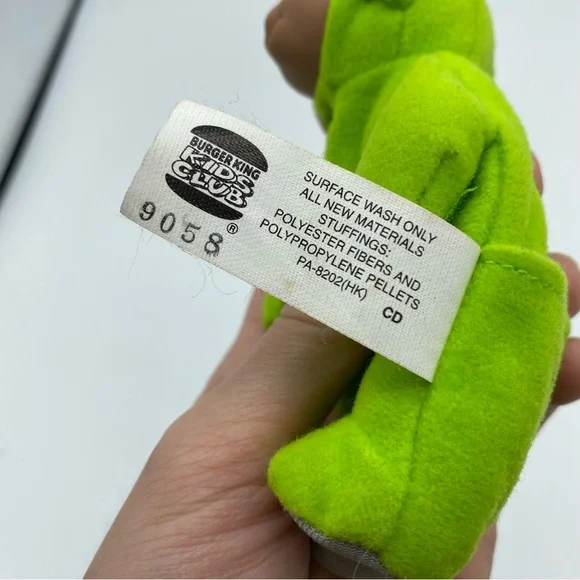 BURGER KING
KIDS
CLUB
®
9058
SURFACE WASH ONLY
ALL NEW MATERIALS
STUFFINGS:
POLYESTER FIBERS AND
POLYPROPYLENE PELLETS
PA-8202(HK)
CD